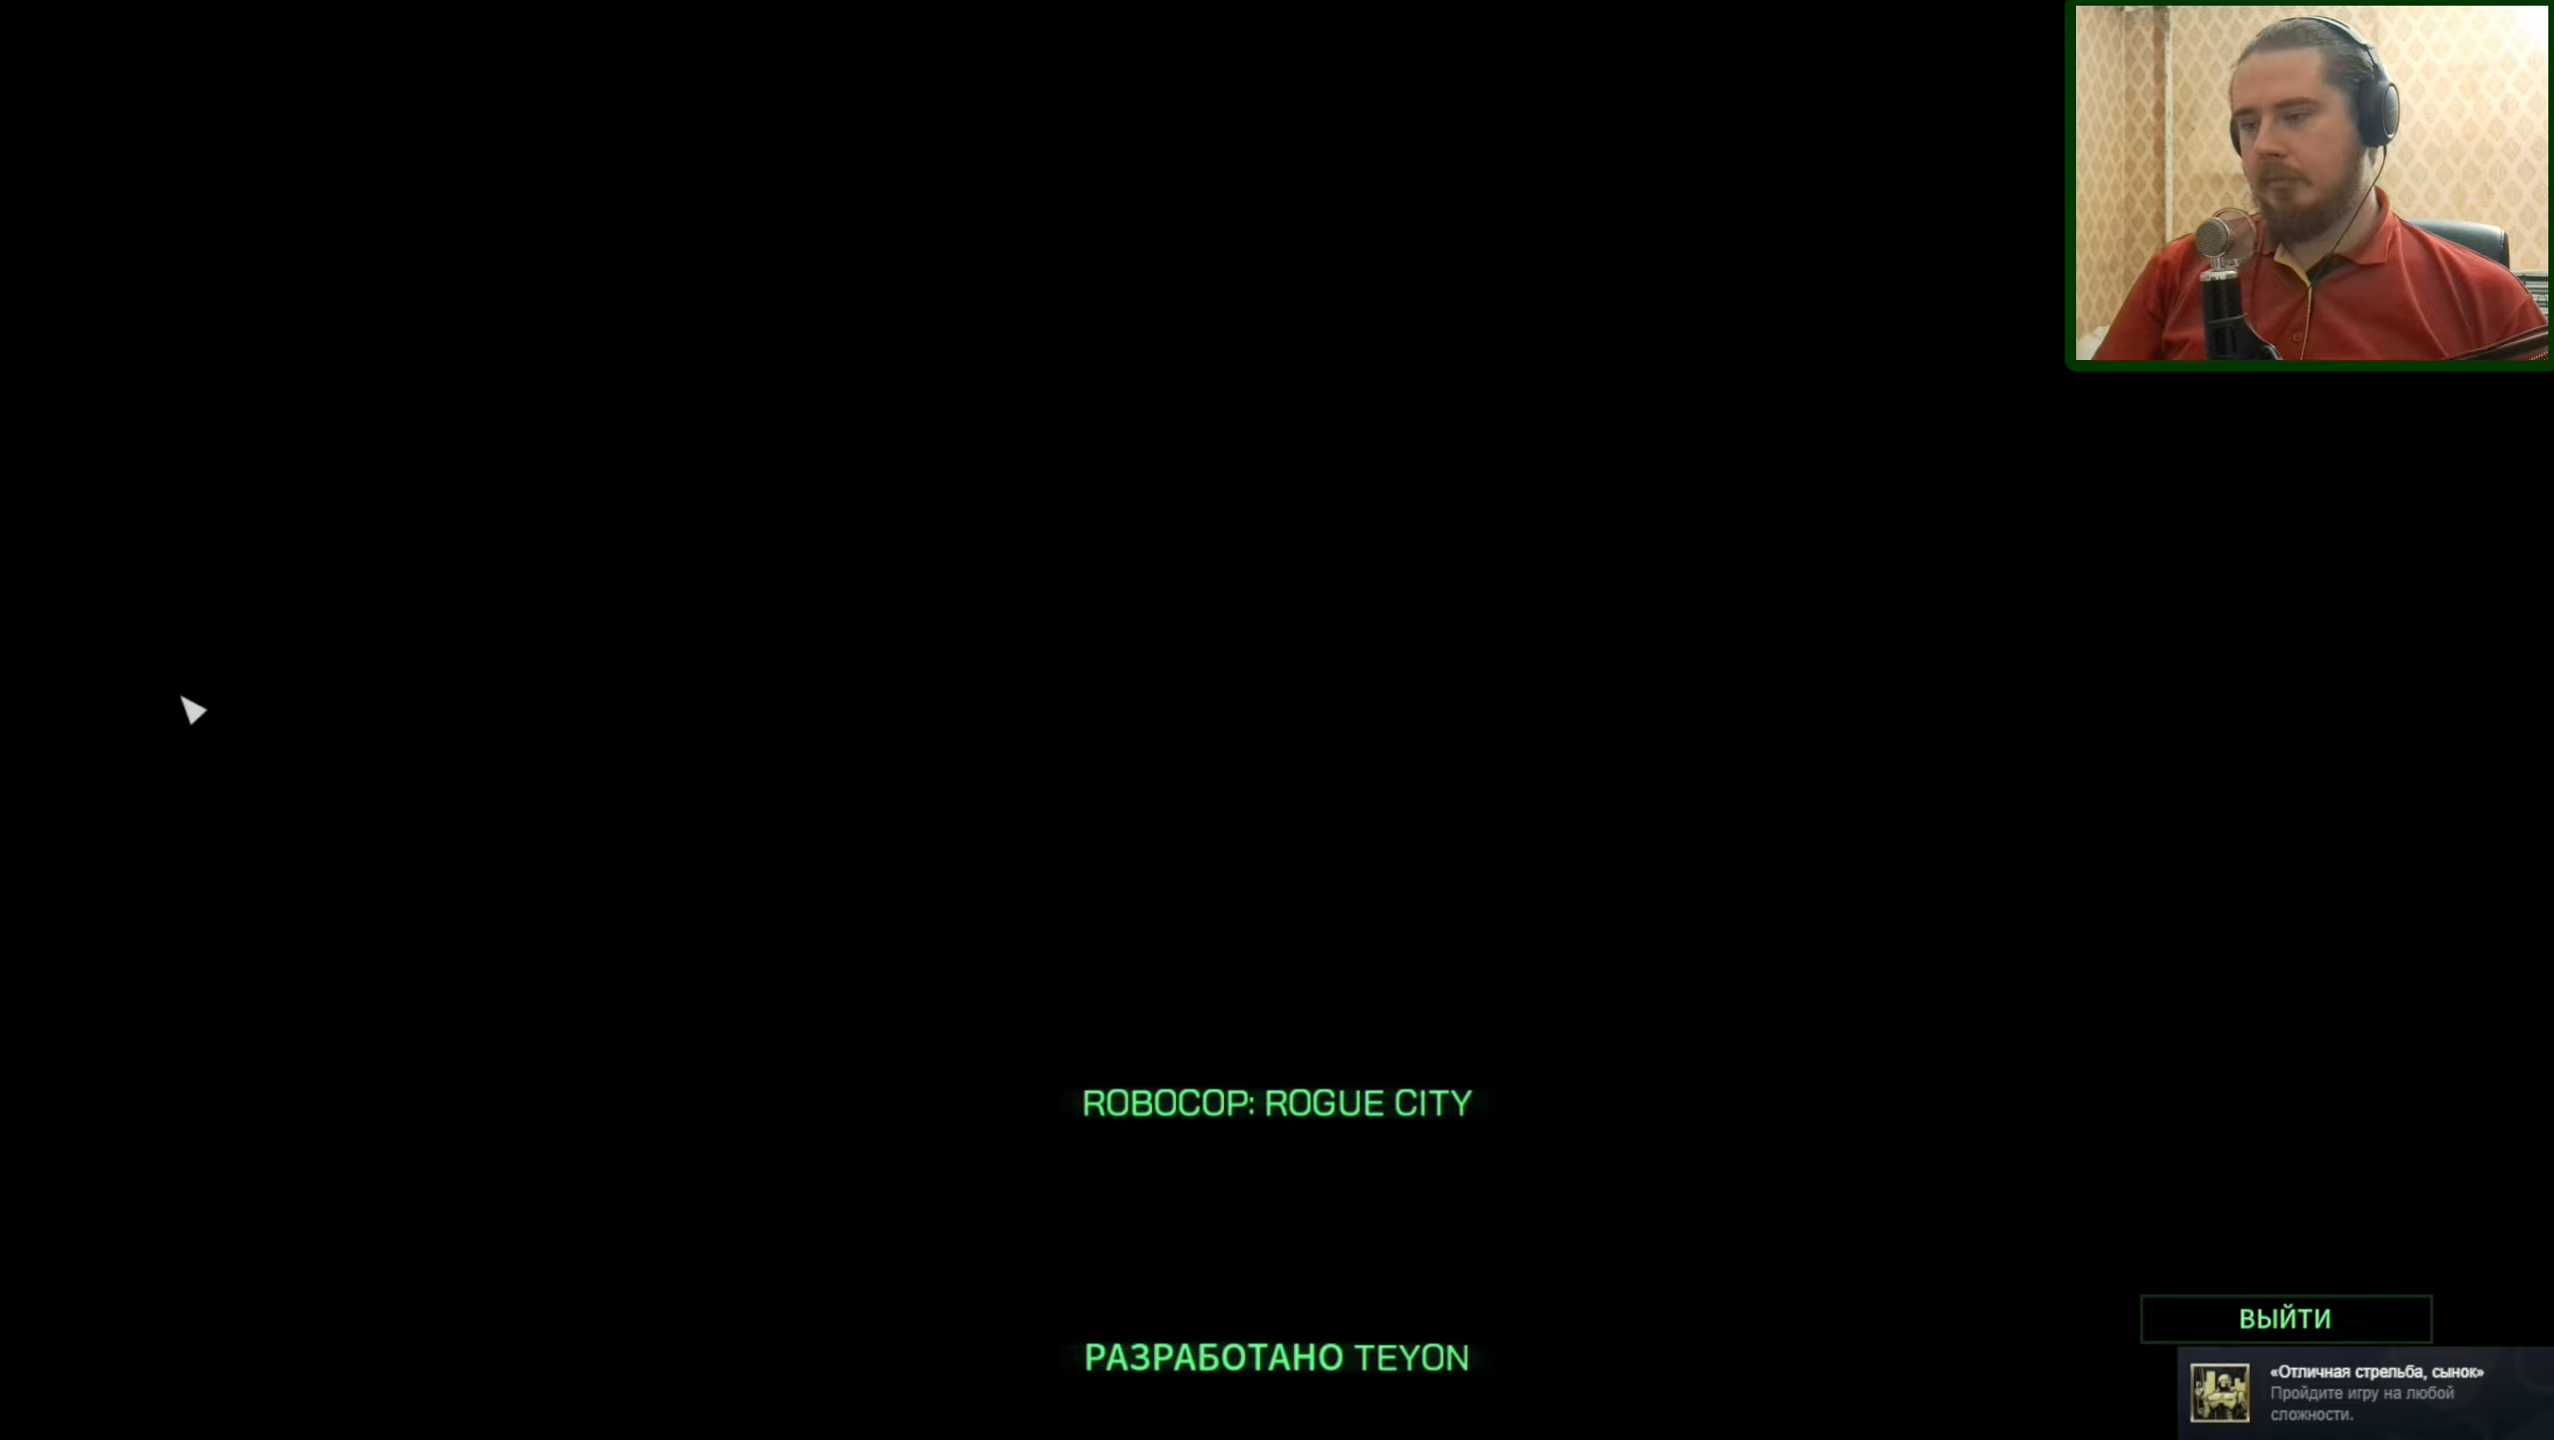 ROBOCOP: ROGUE CITY
РАЗРАБОТАНО TEYON
ВЫЙТИ
«Отличная стрельба, сынок»
Пройдите игру на любой
сложности.